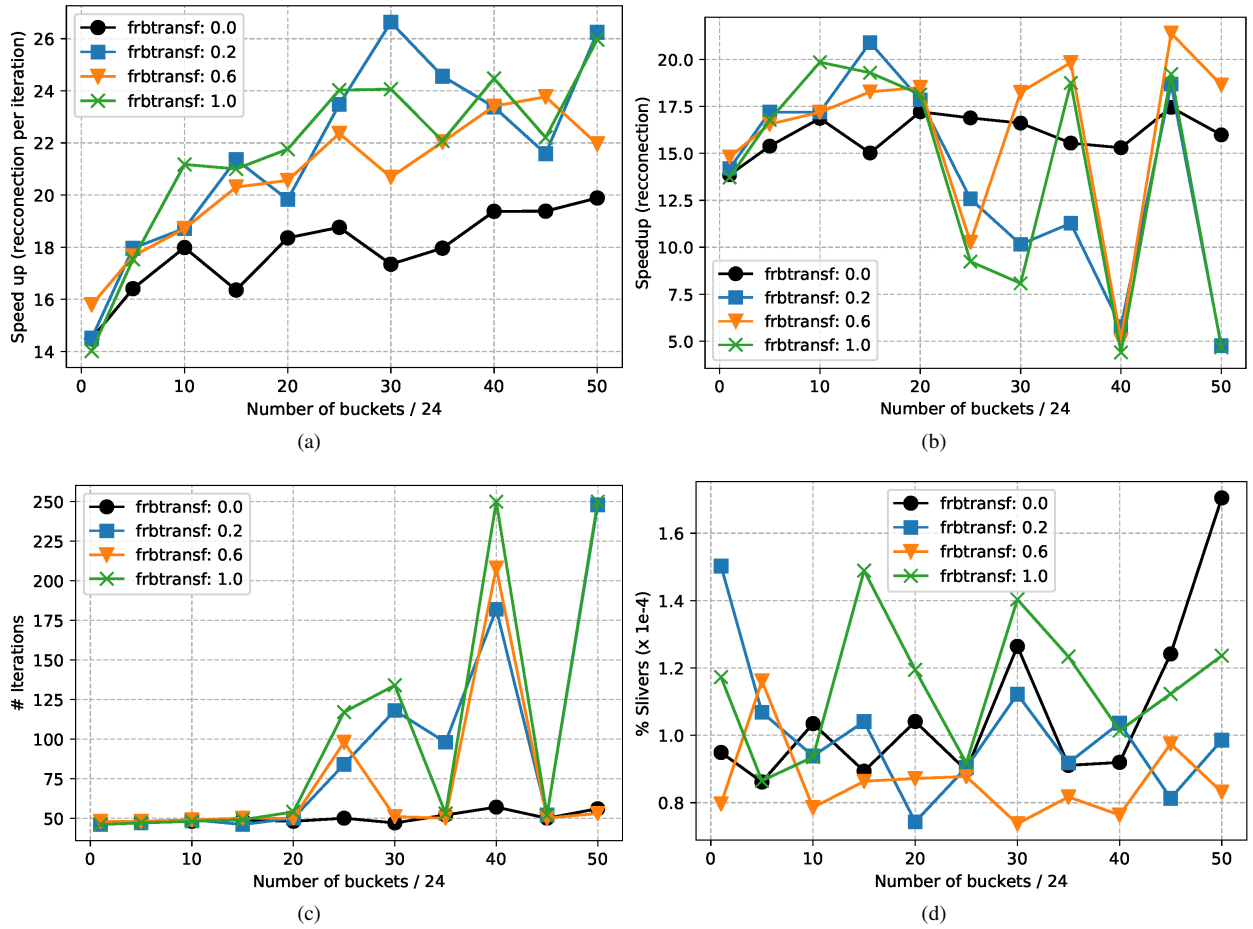 Speed up (recconection per iteration)
26
24
22
20
18
16
14
frbtransf: 0.0
frbtransf: 0.2
frbtransf: 0.6
frbtransf: 1.0
0 10 20 30 40 50
Number of buckets / 24
(a)
Speedup (recconection)
20.0
17.5
15.0
12.5
10.0
7.5
5.0
frbtransf: 0.0
frbtransf: 0.2
frbtransf: 0.6
frbtransf: 1.0
0 10 20 30 40 50
Number of buckets / 24
(b)
# Iterations
250
225
200
175
150
125
100
75
50
frbtransf: 0.0
frbtransf: 0.2
frbtransf: 0.6
frbtransf: 1.0
0 10 20 30 40 50
Number of buckets / 24
(c)
% Slivers (x 1e-4)
1.6
1.4
1.2
1.0
0.8
frbtransf: 0.0
frbtransf: 0.2
frbtransf: 0.6
frbtransf: 1.0
0 10 20 30 40 50
Number of buckets / 24
(d)